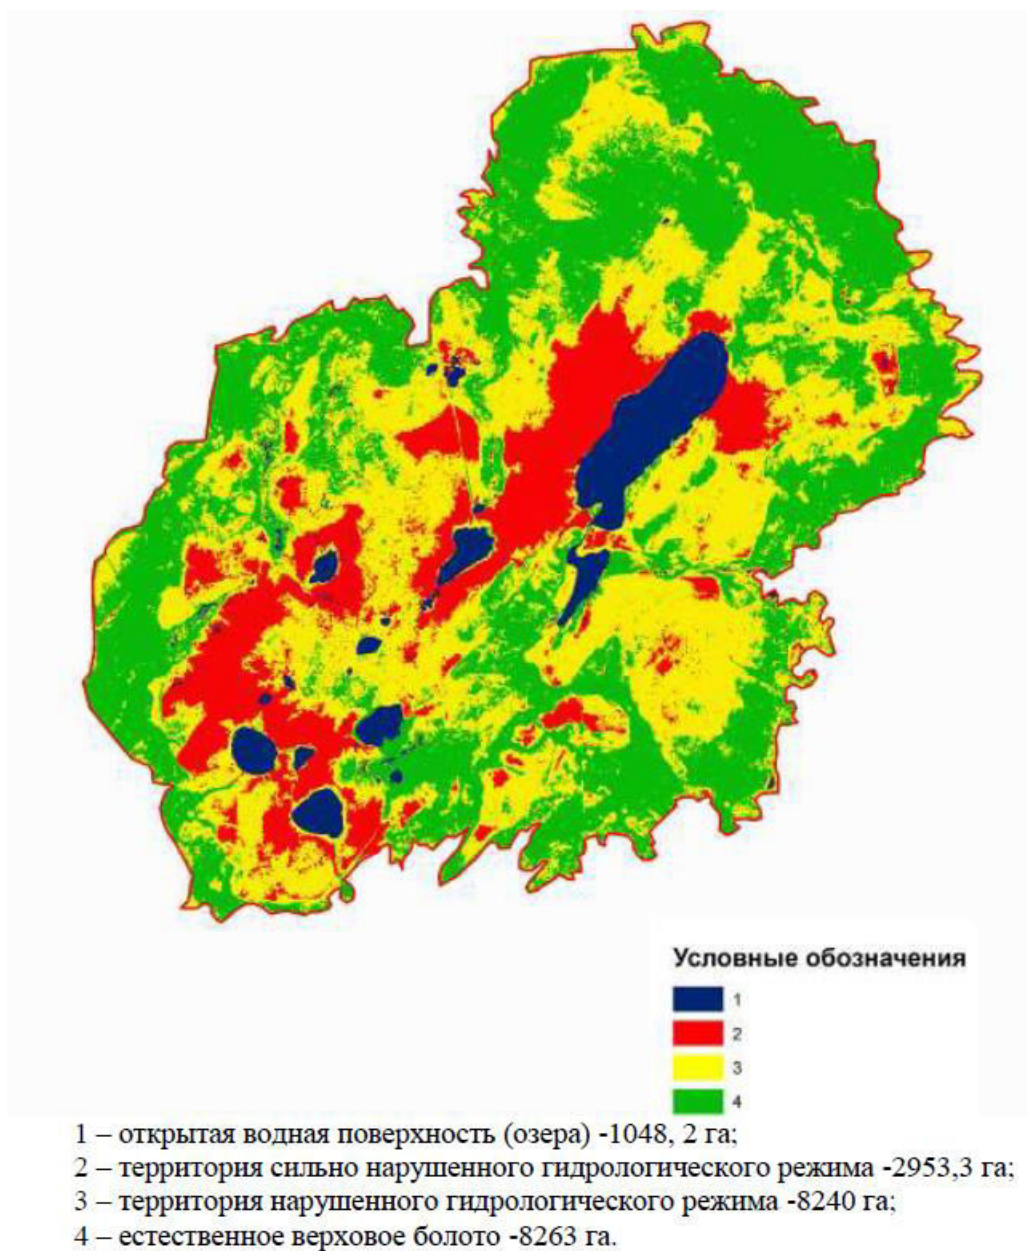 Условные обозначения
1
2
3
4
1 – открытая водная поверхность (озера) -1048, 2 га;
2 – территория сильно нарушенного гидрологического режима -2953,3 га;
3 – территория нарушенного гидрологического режима -8240 га;
4 – естественное верховое болото -8263 га.